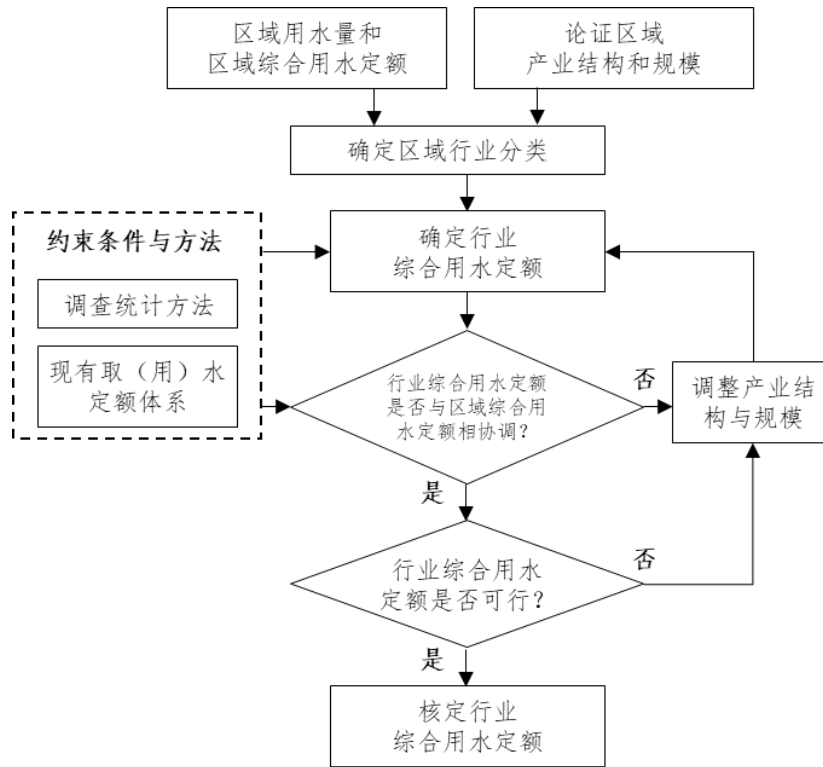 区域用水量和
区域综合用水定额
论证区域
产业结构和规模
确定区域行业分类
约束条件与方法
调查统计方法
现有取（用）水
定额体系
确定行业
综合用水定额
行业综合用水定额
是否与区域综合用
水定额相协调？
否
调整产业结
构与规模
是
行业综合用水
定额是否可行？
否
是
核定行业
综合用水定额